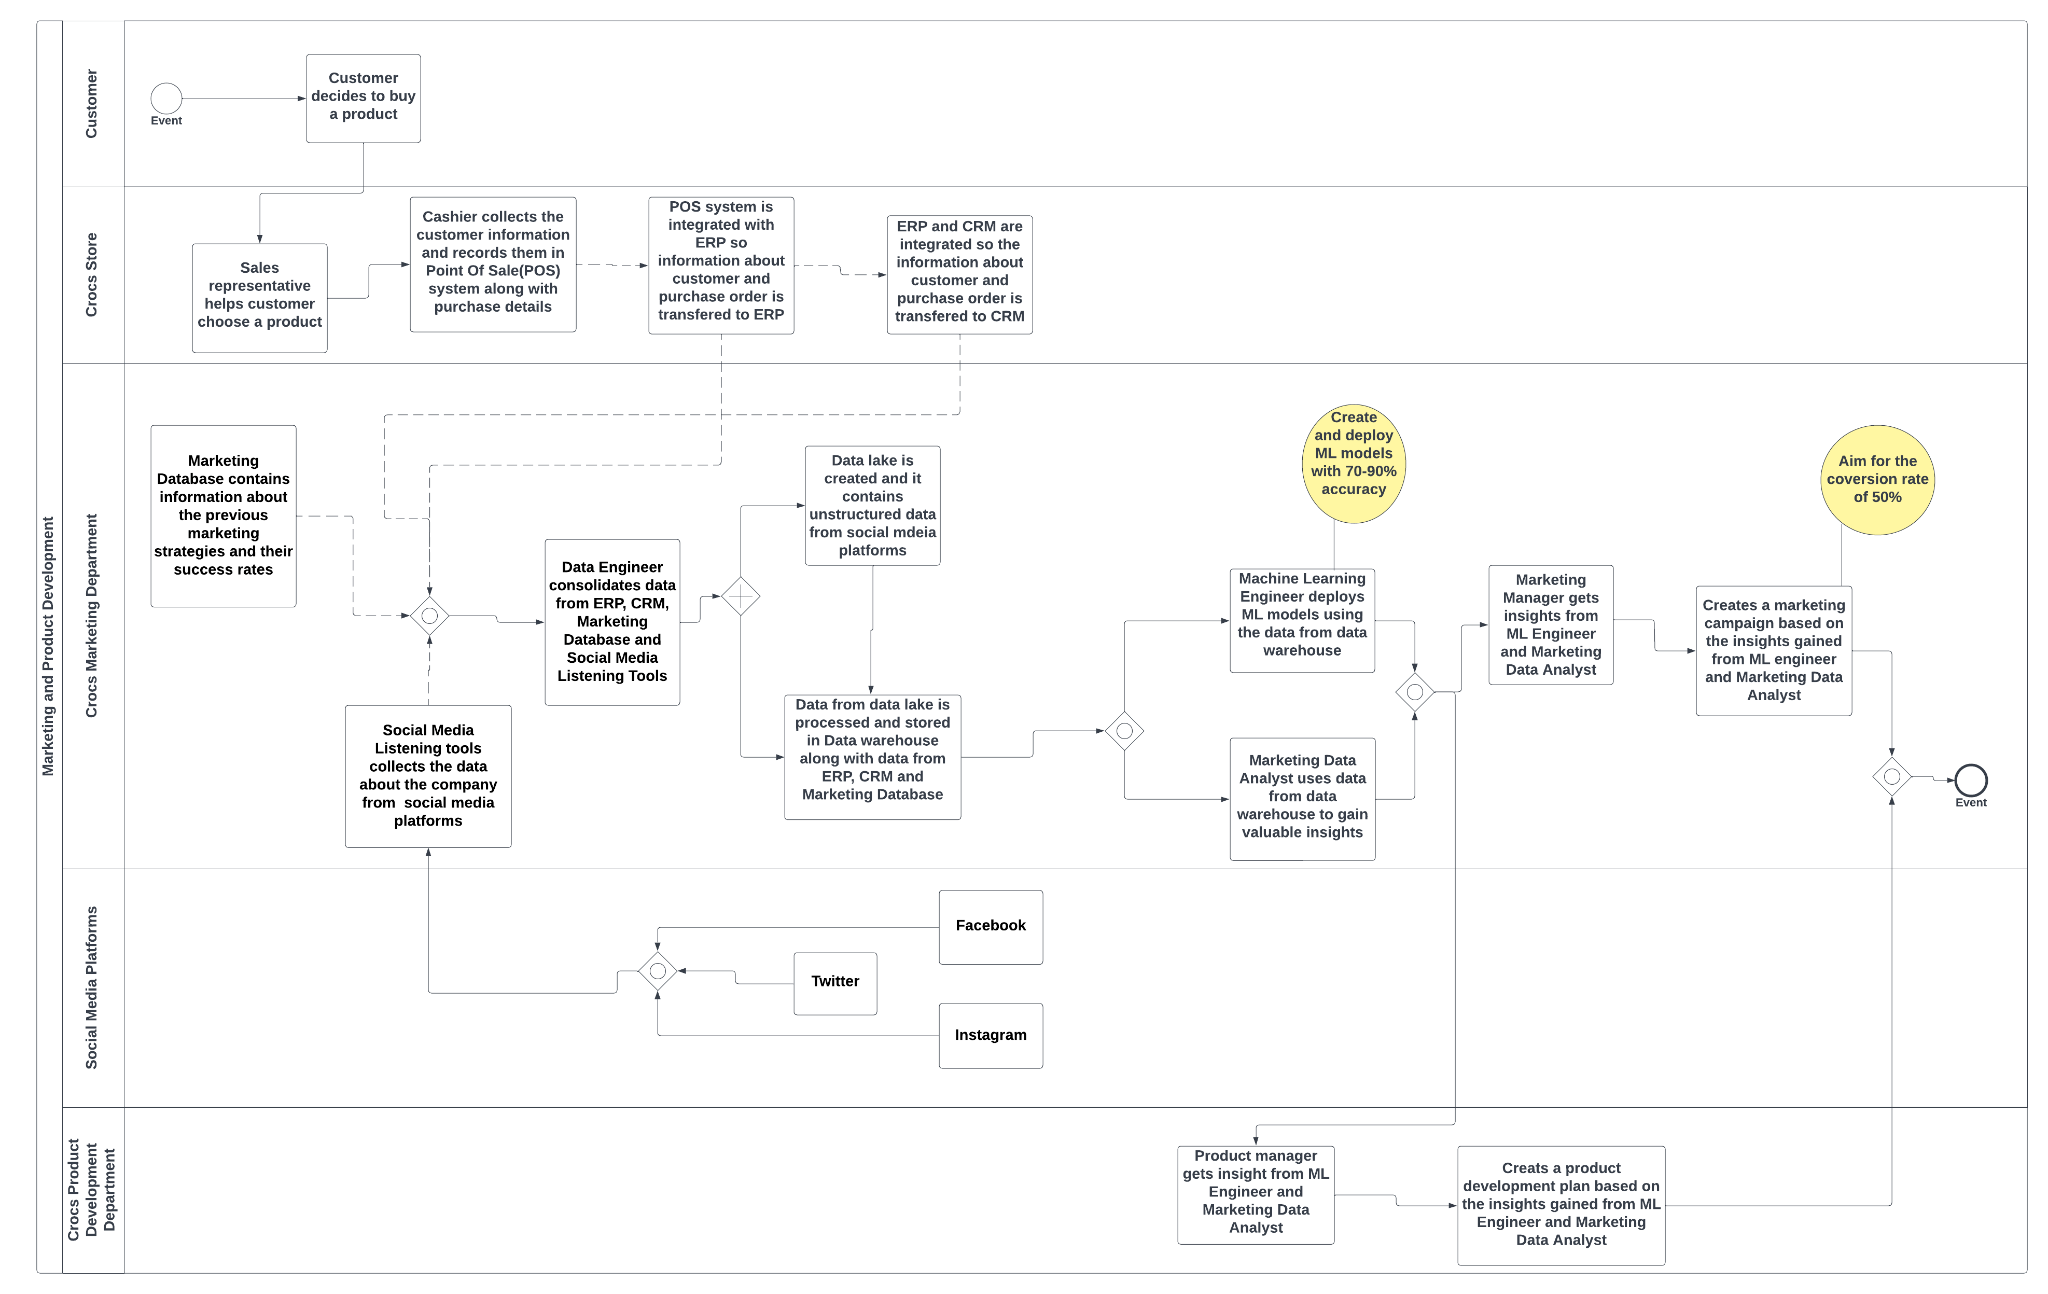 Marketing and Product Development
Customer
Event
Customer
decides to buy
a product
Crocs Store
Sales
representative
helps customer
choose a product
Cashier collects the
customer information
and records them in
Point Of Sale(POS)
system along with
purchase details
POS system is
integrated with
ERP so
information about
customer and
purchase order is
transfered to ERP
ERP and CRM are
integrated so the
information about
customer and
purchase order is
transfered to CRM
Crocs Marketing Department
Marketing
Database contains
information about
the previous
marketing
strategies and their
success rates
Social Media
Listening tools
collects the data
about the company
from social media
platforms
Data Engineer
consolidates data
from ERP, CRM,
Marketing
Database and
Social Media
Listening Tools
Data lake is
created and it
contains
unstructured data
from social mdeia
platforms
Data from data lake is
processed and stored
in Data warehouse
along with data from
ERP, CRM and
Marketing Database
Create
and deploy
ML models
with 70-90%
accuracy
Machine Learning
Engineer deploys
ML models using
the data from data
warehouse
Marketing Data
Analyst uses data
from data
warehouse to gain
valuable insights
Marketing
Manager gets
insights from
ML Engineer
and Marketing
Data Analyst
Aim for the
coversion rate
of 50%
Creates a marketing
campaign based on
the insights gained
from ML engineer
and Marketing Data
Analyst
Event
Social Media Platforms
Facebook
Twitter
Instagram
Crocs Product
Development
Department
Product manager
gets insight from ML
Engineer and
Marketing Data
Analyst
Creats a product
development plan based on
the insights gained from ML
Engineer and Marketing
Data Analyst